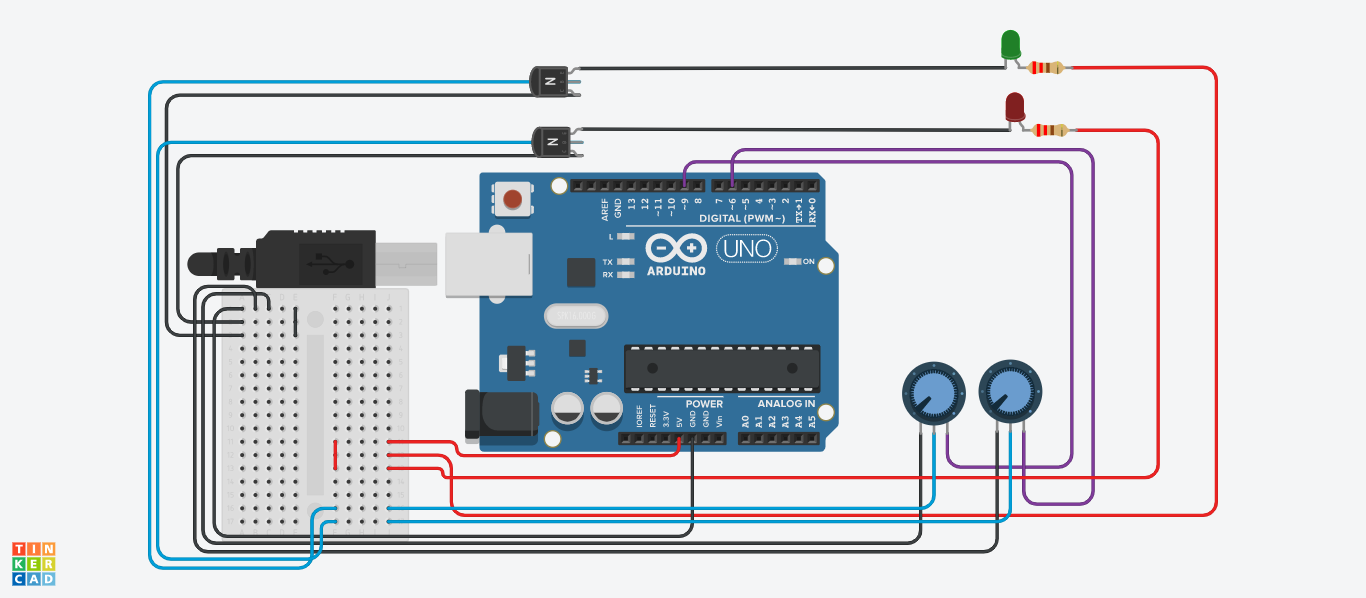 N
N
AREF
GND
13
12
~11
~10
~9
8
7
~6
~5
4
~3
2
TX→1
RX←0
DIGITAL (PWM~)
L
TX
RX
ARDUINO
UNO
ON
POWER
ANALOG IN
IOREF
RESET
3.3V
5V
GND
GND
Vin
A0
A1
A2
A3
A4
A5
TIN
KER
CAD